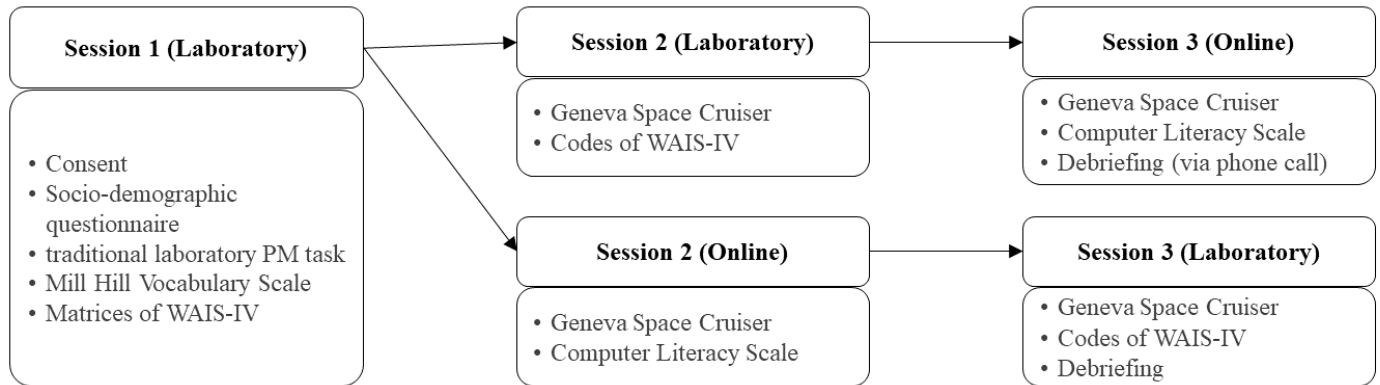 Session 1 (Laboratory)
• Consent
• Socio-demographic
questionnaire
• traditional laboratory PM task
• Mill Hill Vocabulary Scale
• Matrices of WAIS-IV
Session 2 (Laboratory)
• Geneva Space Cruiser
• Codes of WAIS-IV
Session 3 (Online)
• Geneva Space Cruiser
• Computer Literacy Scale
• Debriefing (via phone call)
Session 2 (Online)
• Geneva Space Cruiser
• Computer Literacy Scale
Session 3 (Laboratory)
• Geneva Space Cruiser
• Codes of WAIS-IV
• Debriefing